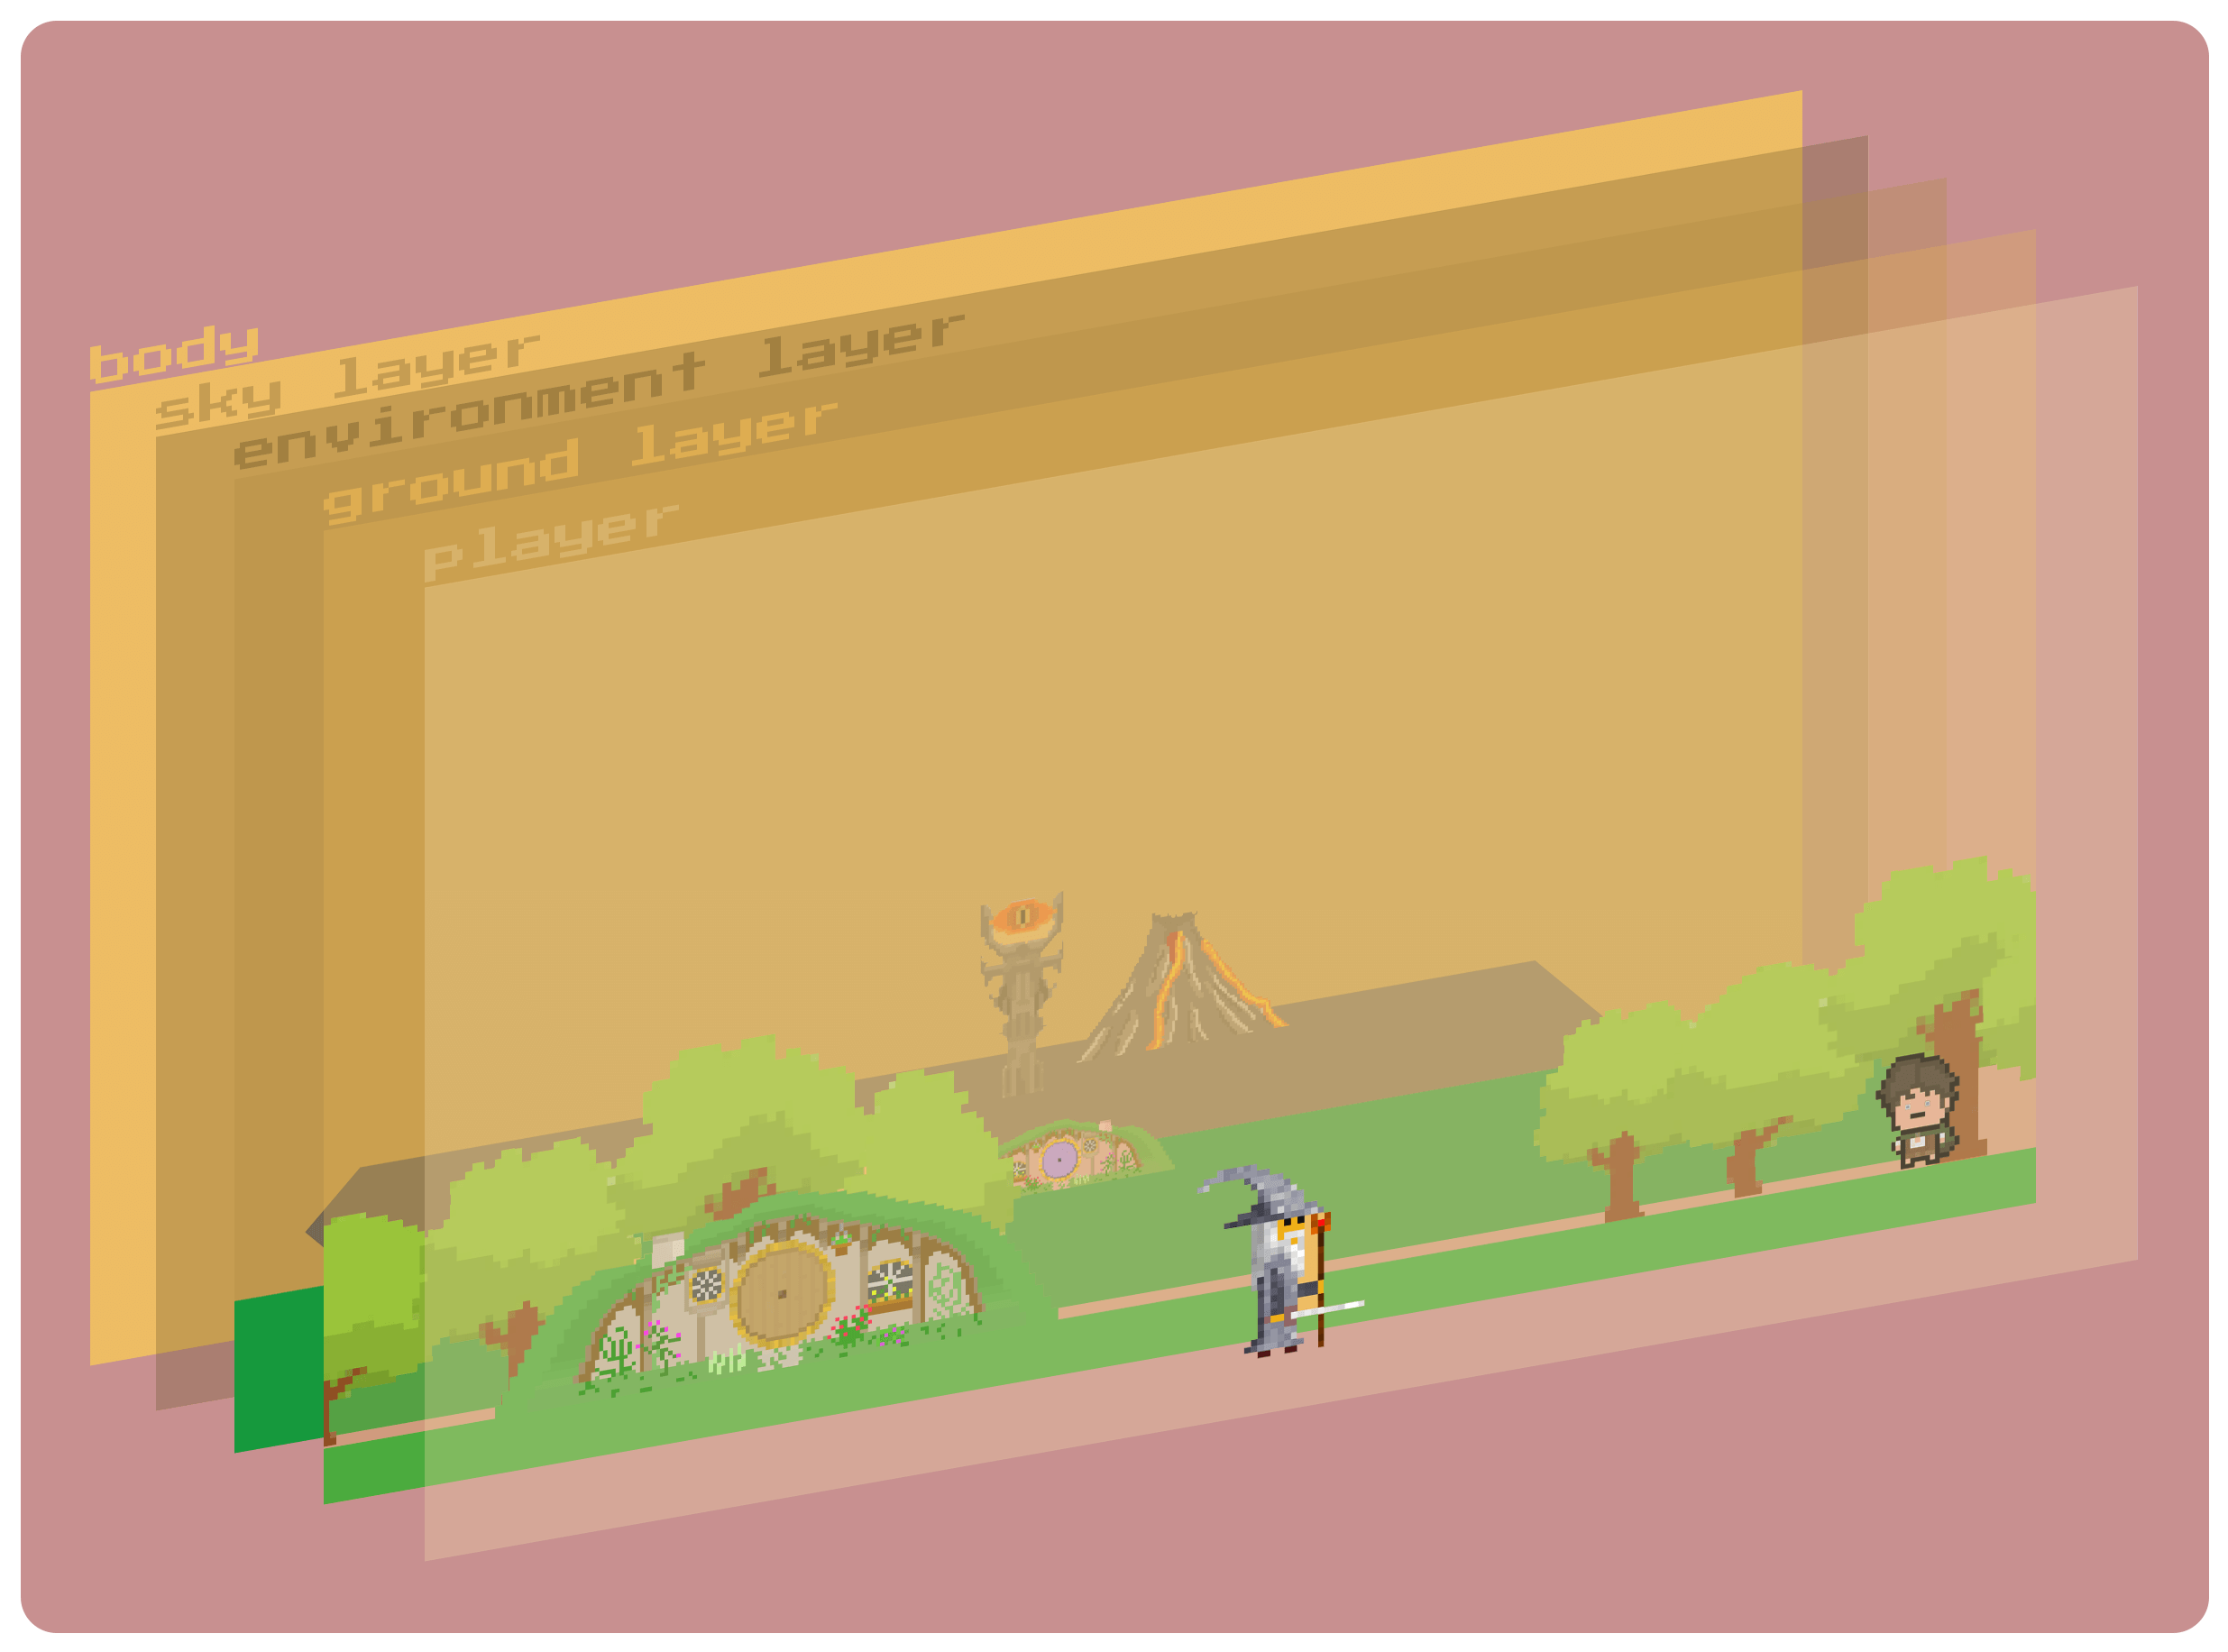 body
sky layer
environment layer
ground layer
player